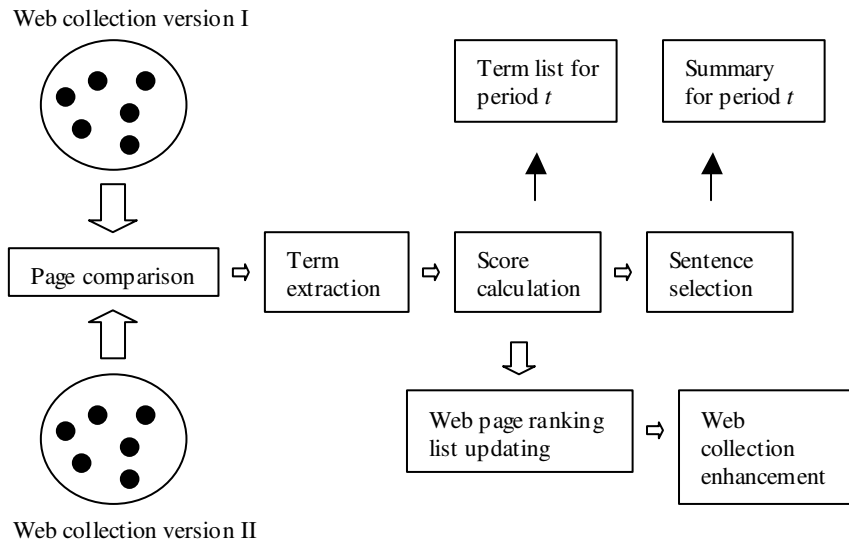 Web collection version I
Term list for
period t
Summary
for period t
Page comparison
Term
extraction
Score
calculation
Sentence
selection
Web page ranking
list updating
Web
collection
enhancement
Web collection version II